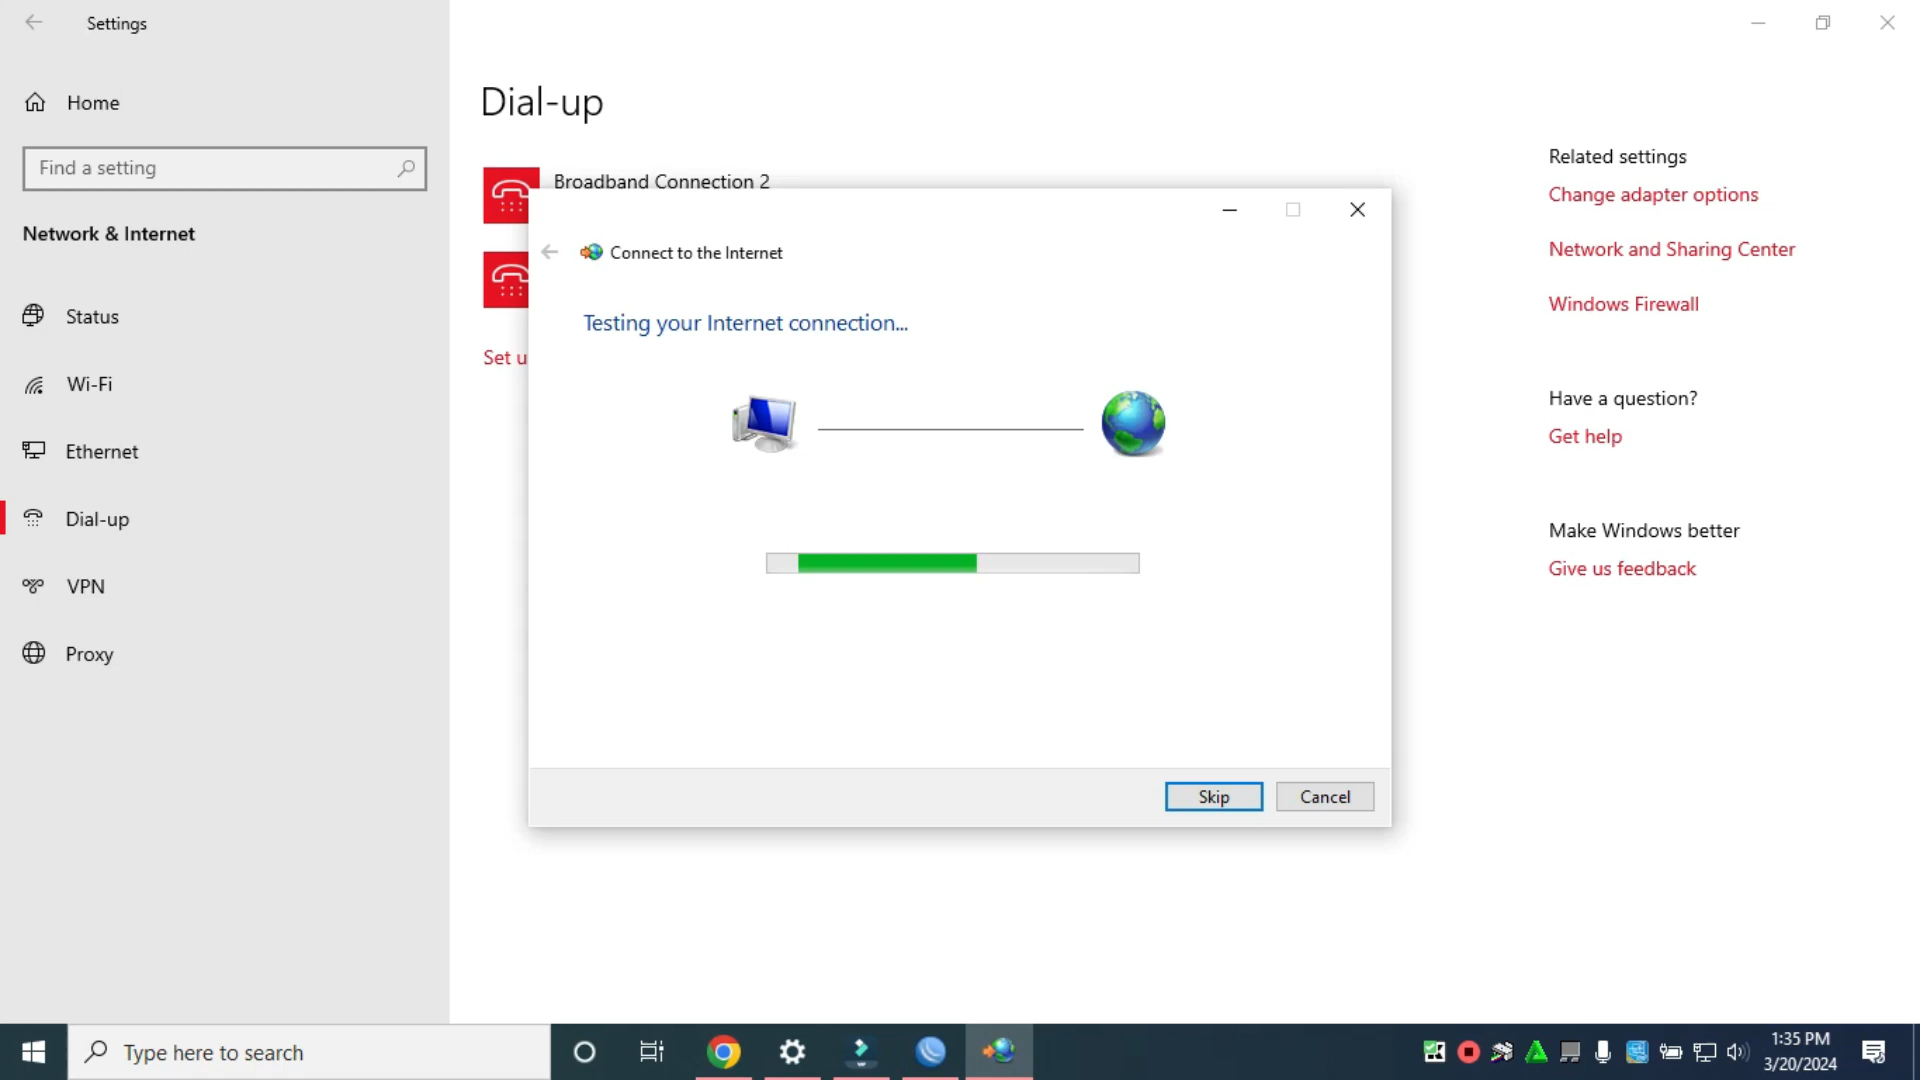 Settings
Home
Find a setting
Network & Internet
Status
Wi-Fi
Ethernet
Dial-up
VPN
Proxy
Dial-up
Broadband Connection 2
Set u
Connect to the Internet
Testing your Internet connection...
Skip
Cancel
Related settings
Change adapter options
Network and Sharing Center
Windows Firewall
Have a question?
Get help
Make Windows better
Give us feedback
Type here to search
1:35 PM
3/20/2024